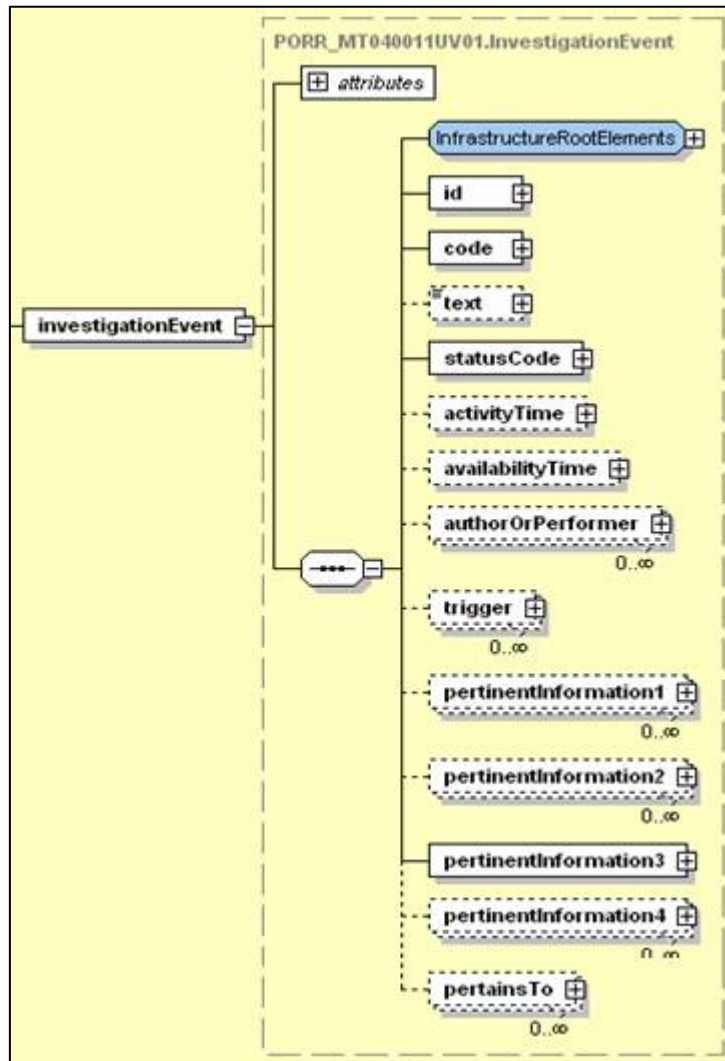 PORR_MT040011UV01.InvestigationEvent
attributes
InfrastructureRootElements
id
code
text
investigationEvent
statusCode
activityTime
availabilityTime
authorOrPerformer
0..∞
trigger
0..∞
pertinentInformation1
0..∞
pertinentInformation2
0..∞
pertinentInformation3
pertinentInformation4
0..∞
pertainsTo
0..∞